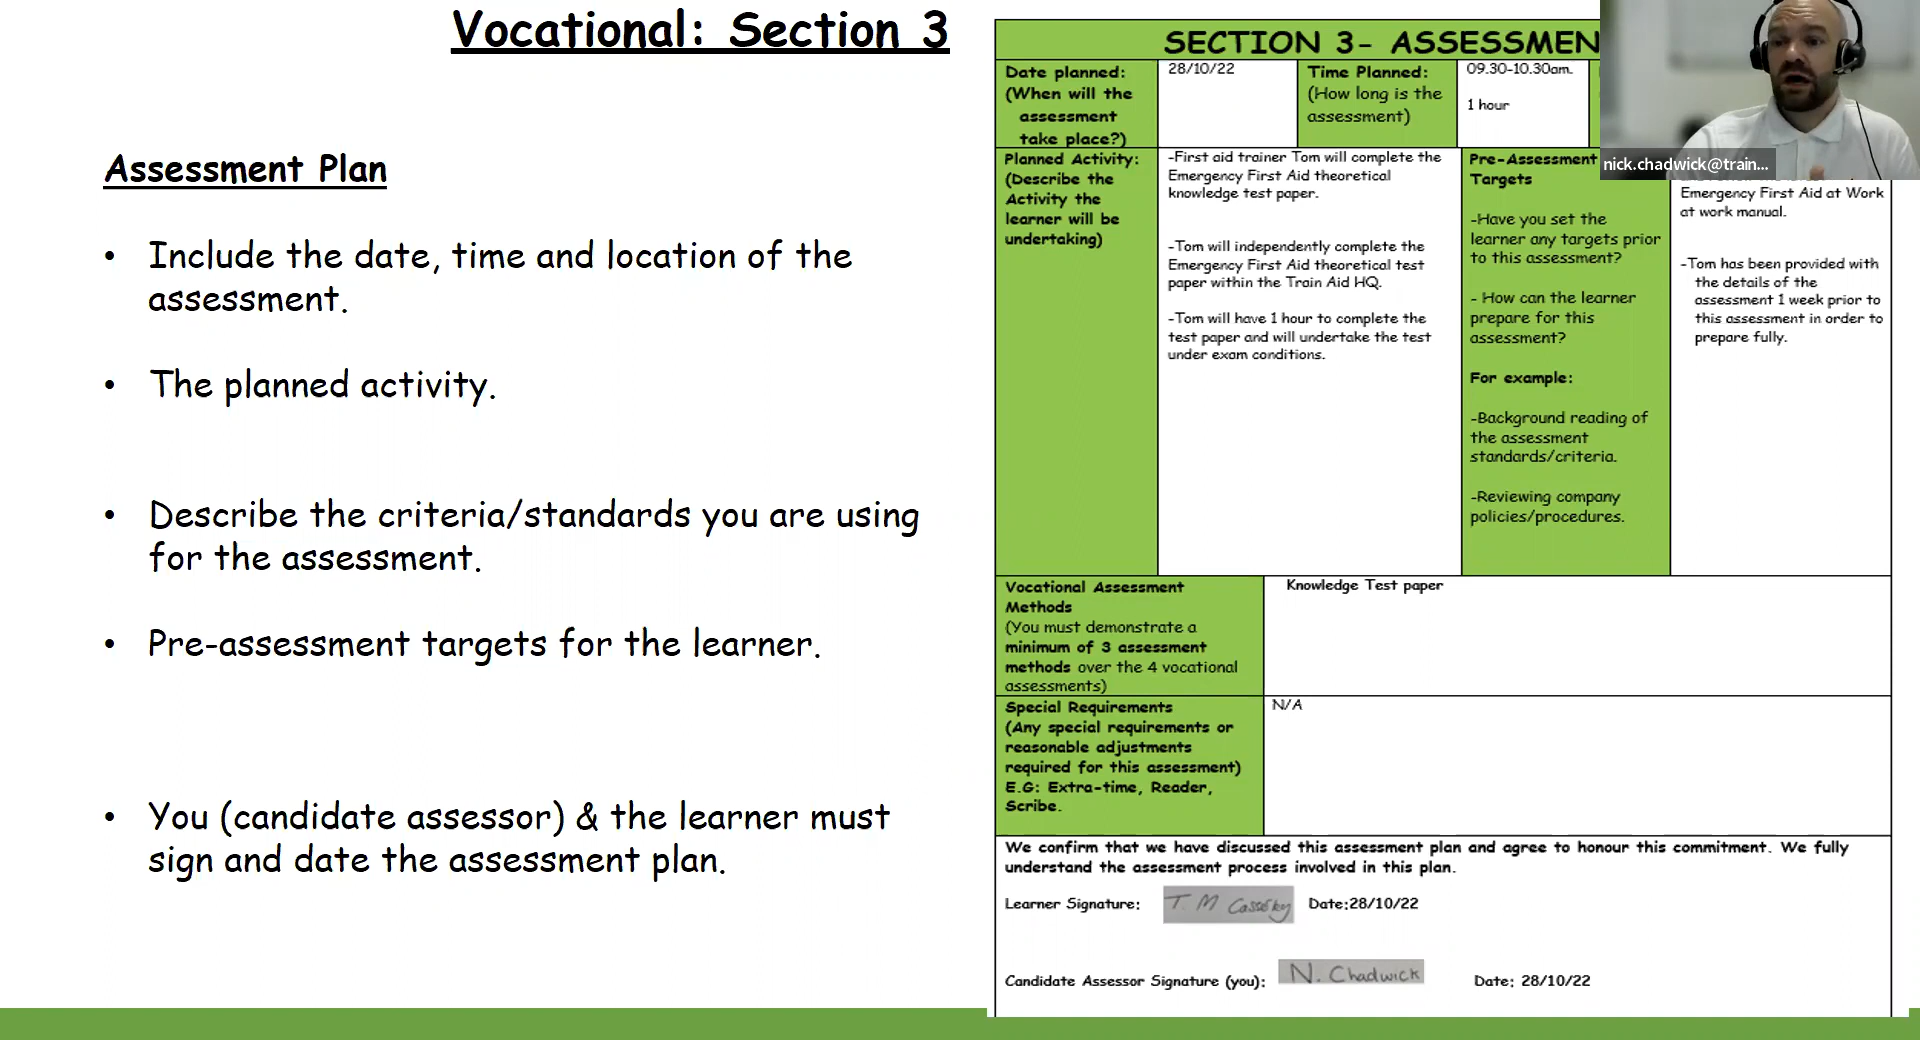 Vocational: Section 3
Assessment Plan
• Include the date, time and location of the
assessment.
• The planned activity.
• Describe the criteria/standards you are using
for the assessment.
• Pre-assessment targets for the learner.
• You (candidate assessor) & the learner must
sign and date the assessment plan.
SECTION 3- ASSESSMEN
Date planned:
(When will the
assessment
take place?)
28/10/22
Time Planned:
(How long is the
assessment)
09.30-10.30am.
1 hour
nick.chadwick@train...
Planned Activity:
(Describe the
Activity the
learner will be
undertaking)
-First aid trainer Tom will complete the
Emergency First Aid theoretical
knowledge test paper.
-Tom will independently complete the
Emergency First Aid theoretical test
paper within the Train Aid HQ.
-Tom will have 1 hour to complete the
test paper and will undertake the test
under exam conditions.
Pre-Assessment
Targets
-Have you set the
learner any targets prior
to this assessment?
- How can the learner
prepare for this
assessment?
For example:
-Background reading of
the assessment
standards/criteria.
-Reviewing company
policies/procedures.
Emergency First Aid at Work
at work manual.
-Tom has been provided with
the details of the
assessment 1 week prior to
this assessment in order to
prepare fully.
Vocational Assessment
Methods
(You must demonstrate a
minimum of 3 assessment
methods over the 4 vocational
assessments)
Knowledge Test paper
Special Requirements
(Any special requirements or
reasonable adjustments
required for this assessment)
E.G: Extra-time, Reader,
Scribe.
N/A
We confirm that we have discussed this assessment plan and agree to honour this commitment. We fully
understand the assessment process involved in this plan.
Learner Signature: T. M Date:28/10/22
Candidate Assessor Signature (you): N. Chadwick Date: 28/10/22